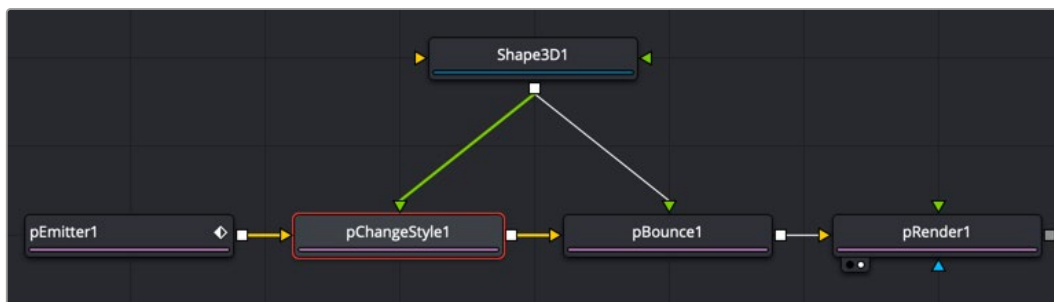 Shape3D1
pEmitter1
pChangeStyle1
pBounce1
pRender1